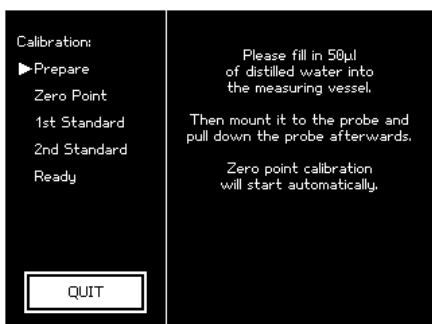 Calibration:
▶Prepare
Zero Point
1st Standard
2nd Standard
Ready
QUIT
Please fill in 50µl
of distilled water into
the measuring vessel.
Then mount it to the probe and
pull down the probe afterwards.
Zero point calibration
will start automatically.